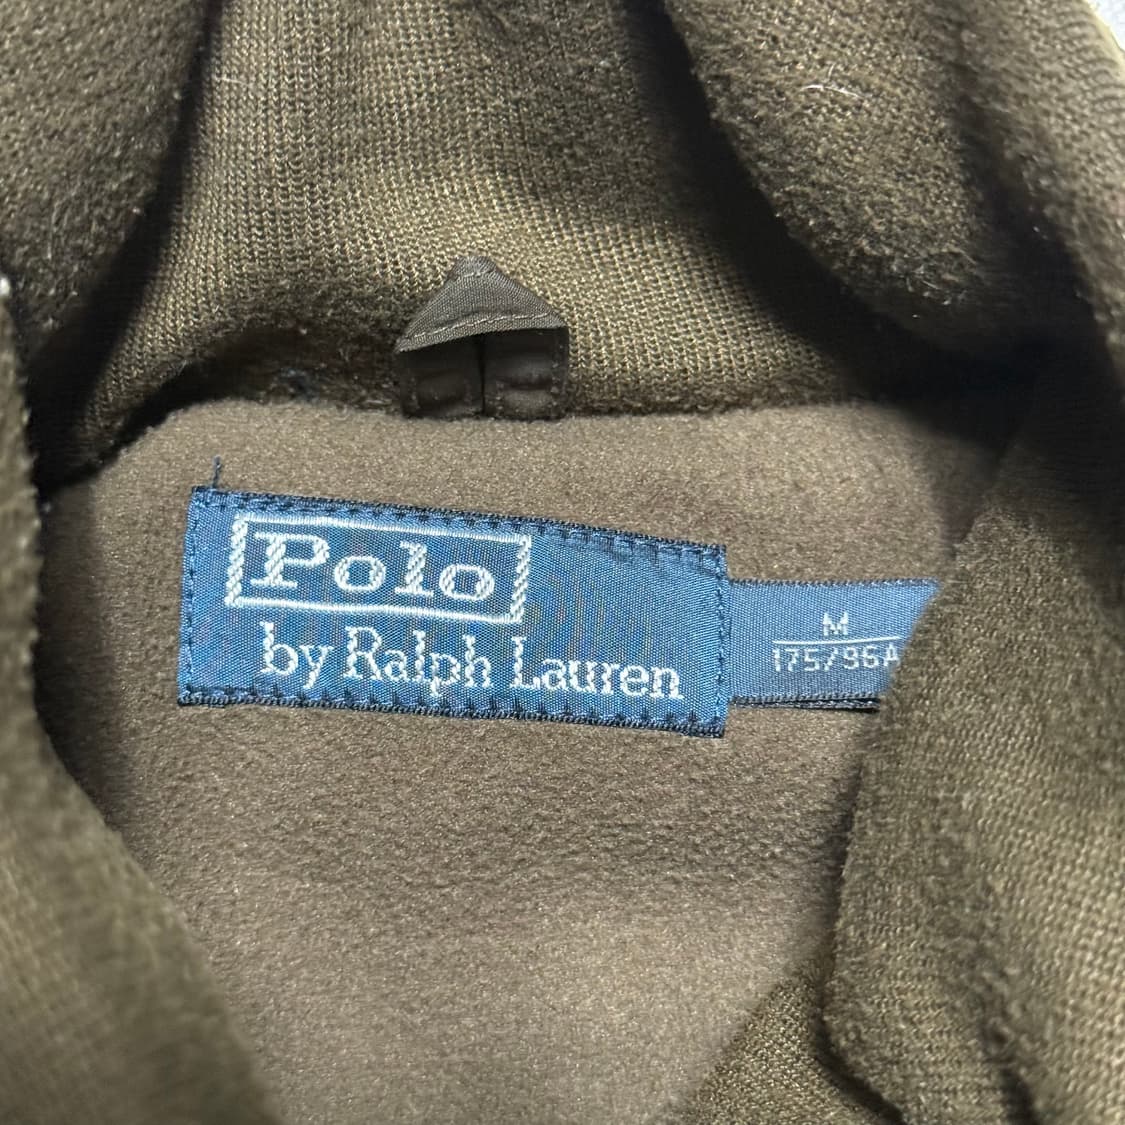 Polo
by Ralph Lauren
M
175/96A